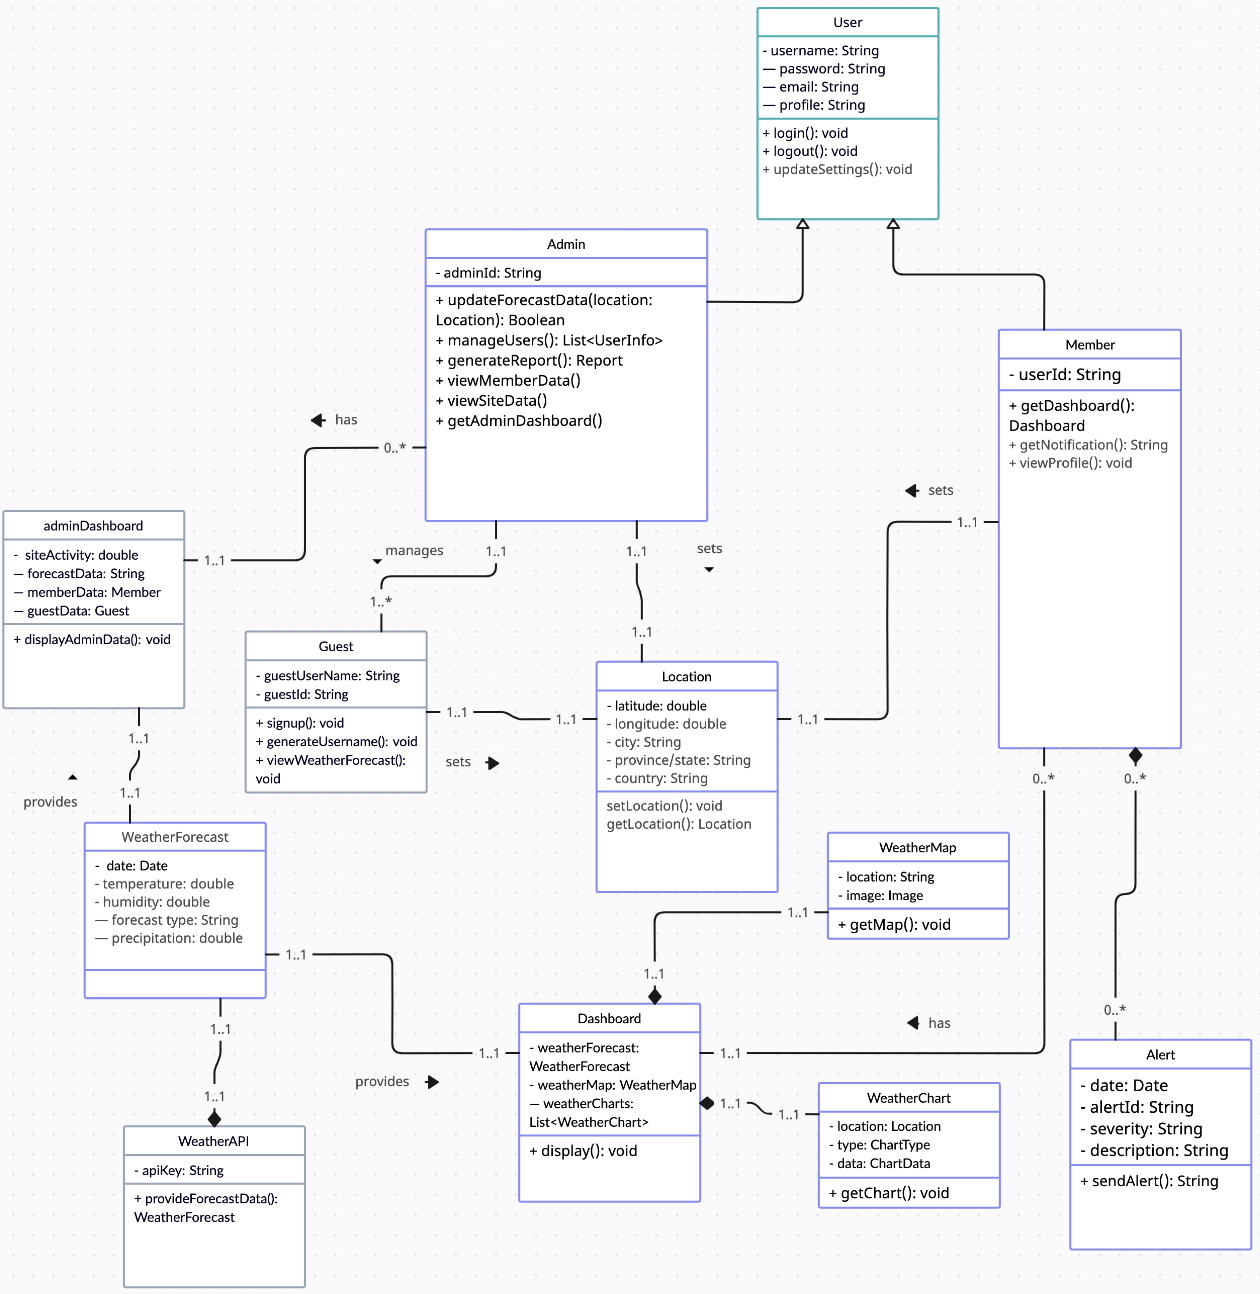 User
- username: String
— password: String
— email: String
— profile: String
+ login(): void
+ logout(): void
+ updateSettings(): void
Admin
- adminId: String
+ updateForecastData(location:
Location): Boolean
+ manageUsers(): List<UserInfo>
+ generateReport(): Report
+ viewMemberData()
+ viewSiteData()
+ getAdminDashboard()
Member
- userId: String
+ getDashboard():
Dashboard
+ getNotification(): String
+ viewProfile(): void
has
0..*
sets
1..1
adminDashboard
- siteActivity: double
— forecastData: String
— memberData: Member
— guestData: Guest
+ displayAdminData(): void
1..1
manages
1..1
1..1
sets
1..*
1..1
Guest
- guestUserName: String
- guestId: String
+ signup(): void
+ generateUsername(): void
+ viewWeatherForecast():
void
1..1
1..1
sets
Location
- latitude: double
- longitude: double
- city: String
- province/state: String
- country: String
setLocation(): void
getLocation(): Location
1..1
1..1
1..1
provides
0..*
0..*
WeatherForecast
- date: Date
- temperature: double
- humidity: double
— forecast type: String
— precipitation: double
WeatherMap
- location: String
- image: Image
+ getMap(): void
1..1
1..1
1..1
1..1
provides
Dashboard
- weatherForecast:
WeatherForecast
- weatherMap: WeatherMap
— weatherCharts:
List<WeatherChart>
+ display(): void
has
1..1
0..*
1..1
1..1
WeatherChart
- location: Location
- type: ChartType
- data: ChartData
+ getChart(): void
Alert
- date: Date
- alertId: String
- severity: String
- description: String
+ sendAlert(): String
1..1
1..1
WeatherAPI
- apiKey: String
+ provideForecastData():
WeatherForecast